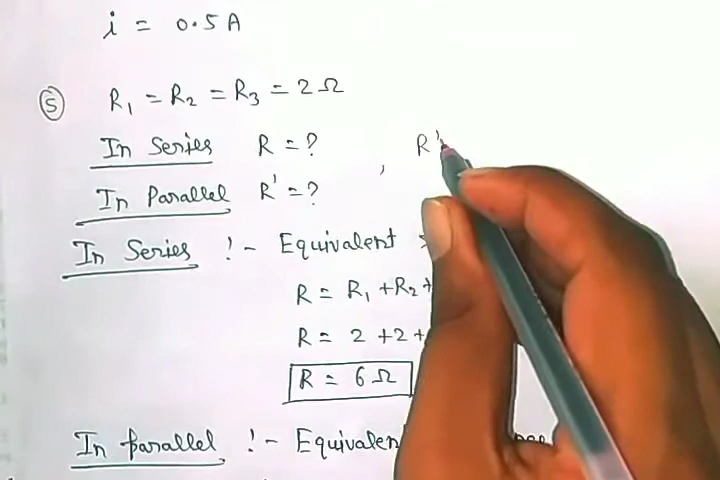 i = 0.5 A
(5) R₁ = R₂ = R₃ = 2 Ω
In Series R = ? , R'
In Parallel R' = ?
In Series :- Equivalent
R = R₁ + R₂ +
R = 2 + 2 +
R = 6 Ω
In parallel :- Equivalen